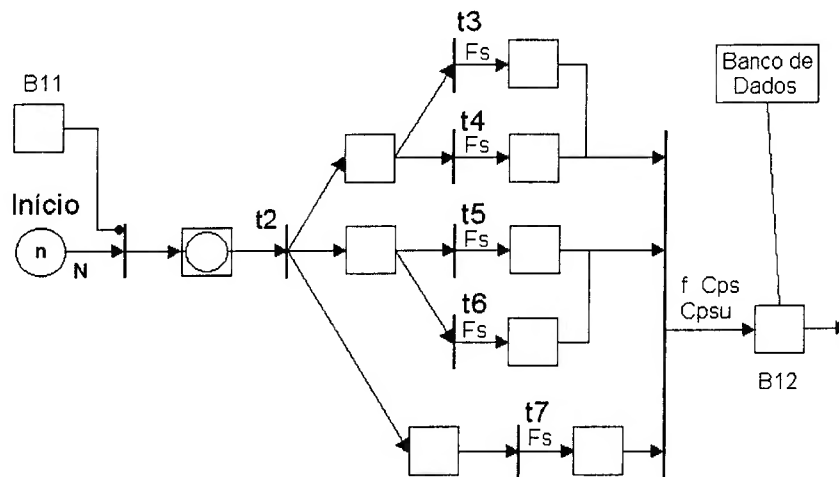 t3
Fs
B11
Banco de
Dados
t4
Fs
Início
n
N
t2
t5
Fs
t6
Fs
f Cps
Cpsu
B12
t7
Fs